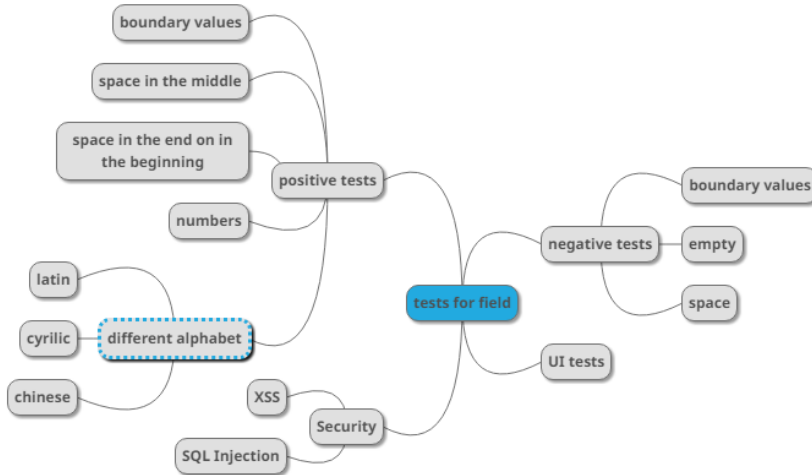 boundary values
space in the middle
space in the end on in
the beginning
positive tests
numbers
latin
cyrilic
different alphabet
chinese
XSS
Security
SQL Injection
tests for field
boundary values
negative tests
empty
space
UI tests